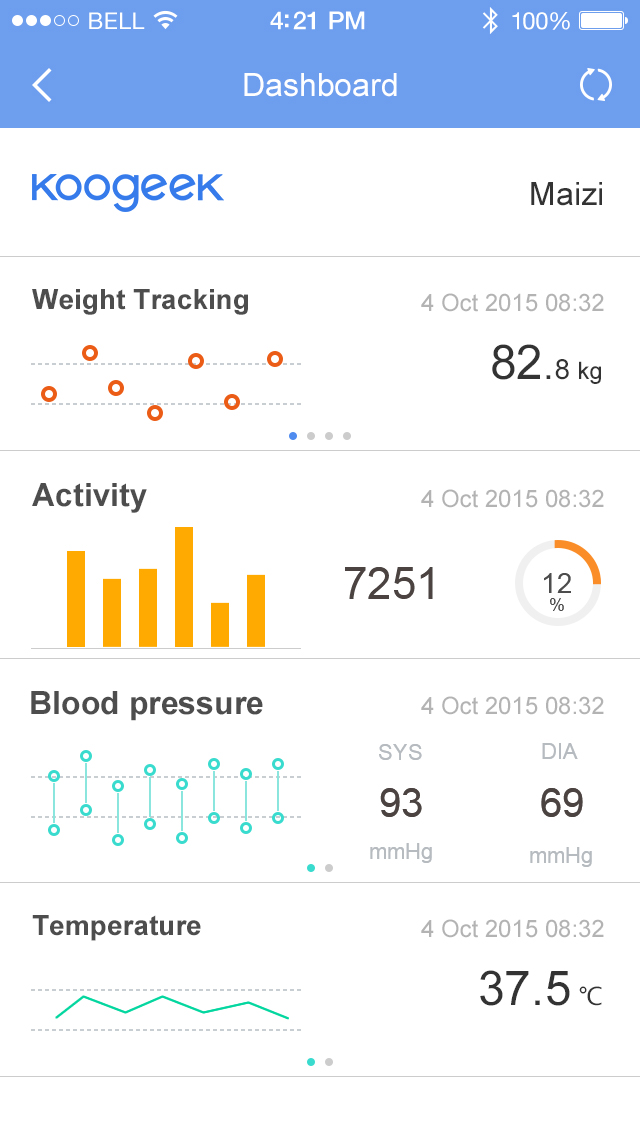 BELL 4:21 PM 100%
Dashboard
Koogeek Maizi
Weight Tracking 4 Oct 2015 08:32
82.8 kg
Activity 4 Oct 2015 08:32
7251 12
%
Blood pressure 4 Oct 2015 08:32
SYS DIA
93 69
mmHg mmHg
Temperature 4 Oct 2015 08:32
37.5 ℃